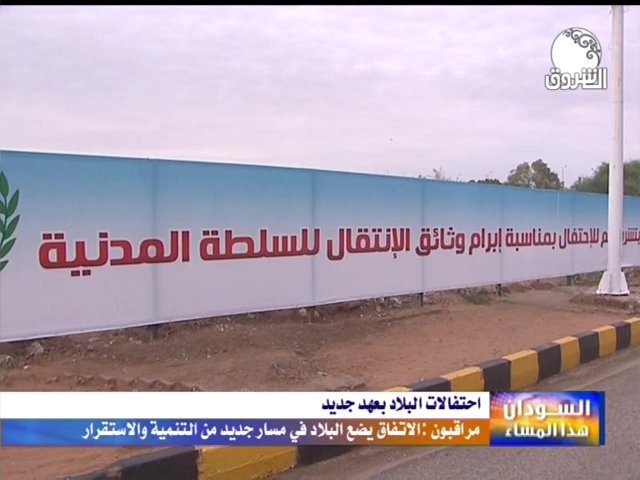 الشروق
للإحتفال بمناسبة إبرام وثائق الإنتقال للسلطة المدنية
احتفالات البلاد بعهد جديد
مراقبون :الاتفاق يضع البلاد في مسار جديد من التنمية والاستقرار
السودان
هذا المساء